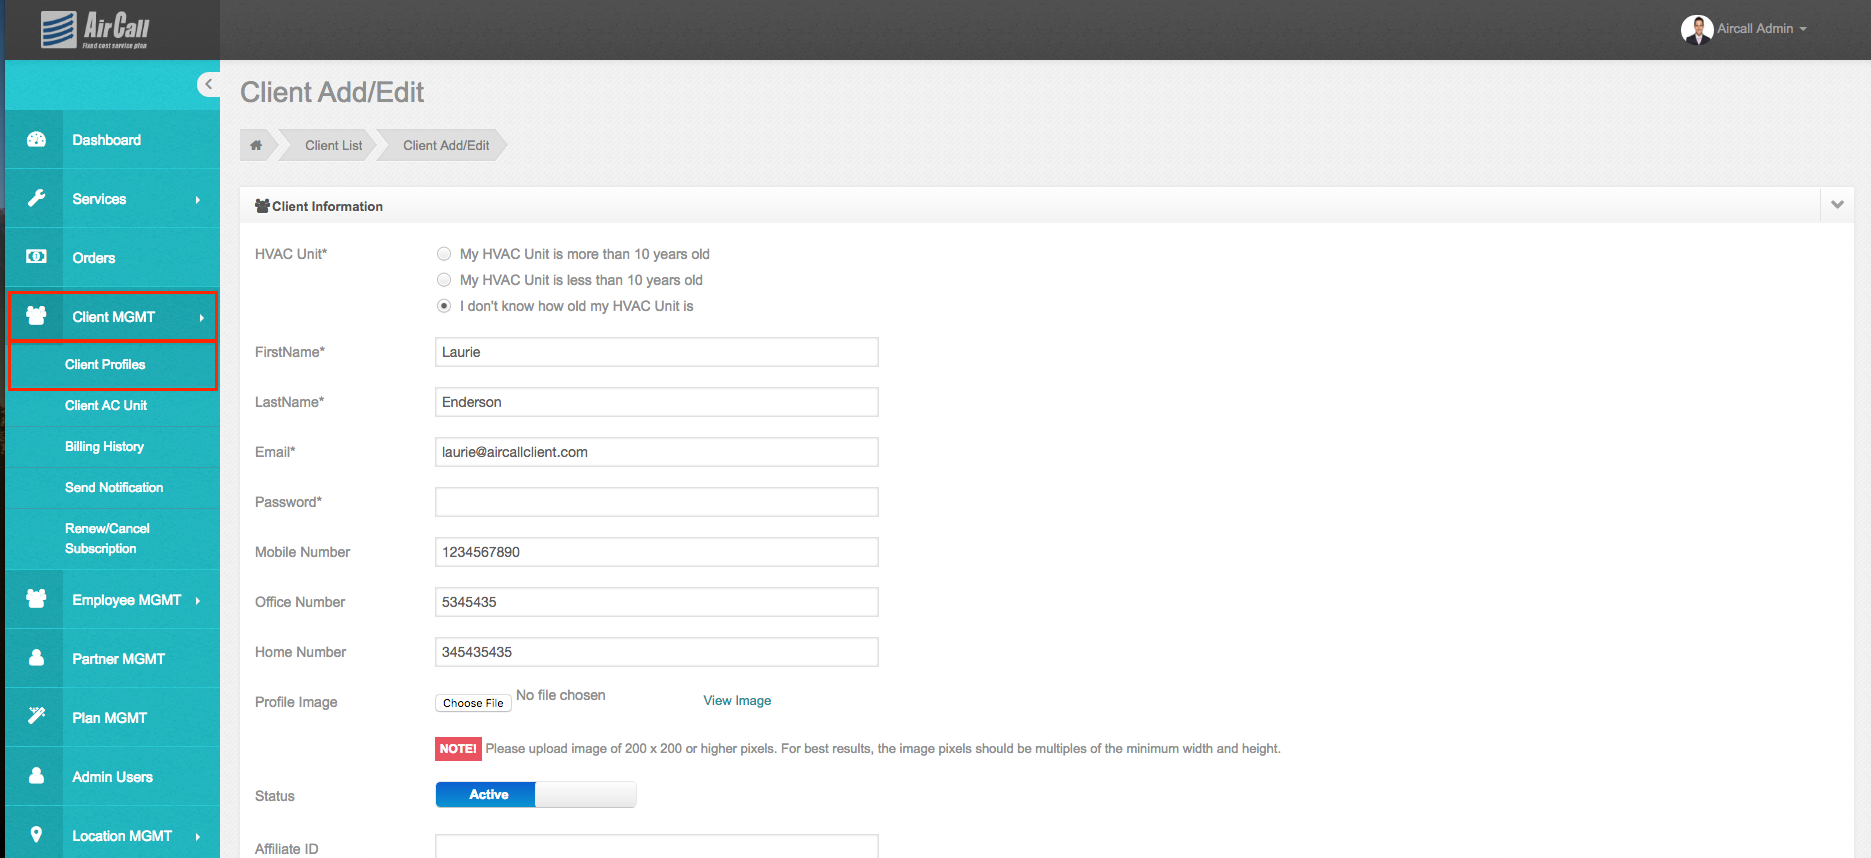 AirCall
Fixed cost service plan
Aircall Admin
Client Add/Edit
Client List
Client Add/Edit
Dashboard
Services
Orders
Client MGMT
Client Profiles
Client AC Unit
Billing History
Send Notification
Renew/Cancel
Subscription
Employee MGMT
Partner MGMT
Plan MGMT
Admin Users
Location MGMT
Client Information
HVAC Unit*
My HVAC Unit is more than 10 years old
My HVAC Unit is less than 10 years old
I don't know how old my HVAC Unit is
FirstName* Laurie
LastName* Enderson
Email* laurie@aircallclient.com
Password*
Mobile Number 1234567890
Office Number 5345435
Home Number 345435435
Profile Image Choose File No file chosen View Image
NOTE! Please upload image of 200 x 200 or higher pixels. For best results, the image pixels should be multiples of the minimum width and height.
Status Active
Affiliate ID